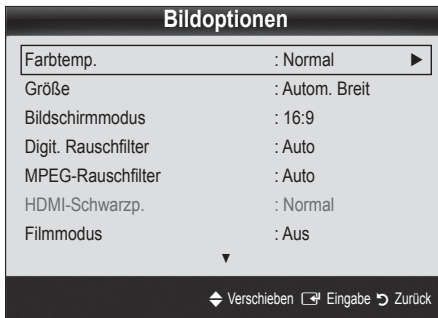 Bildoptionen
Farbtemp. : Normal ►
Größe : Autom. Breit
Bildschirmmodus : 16:9
Digit. Rauschfilter : Auto
MPEG-Rauschfilter : Auto
HDMI-Schwarzp. : Normal
Filmmodus : Aus
▼
Verschieben Eingabe Zurück